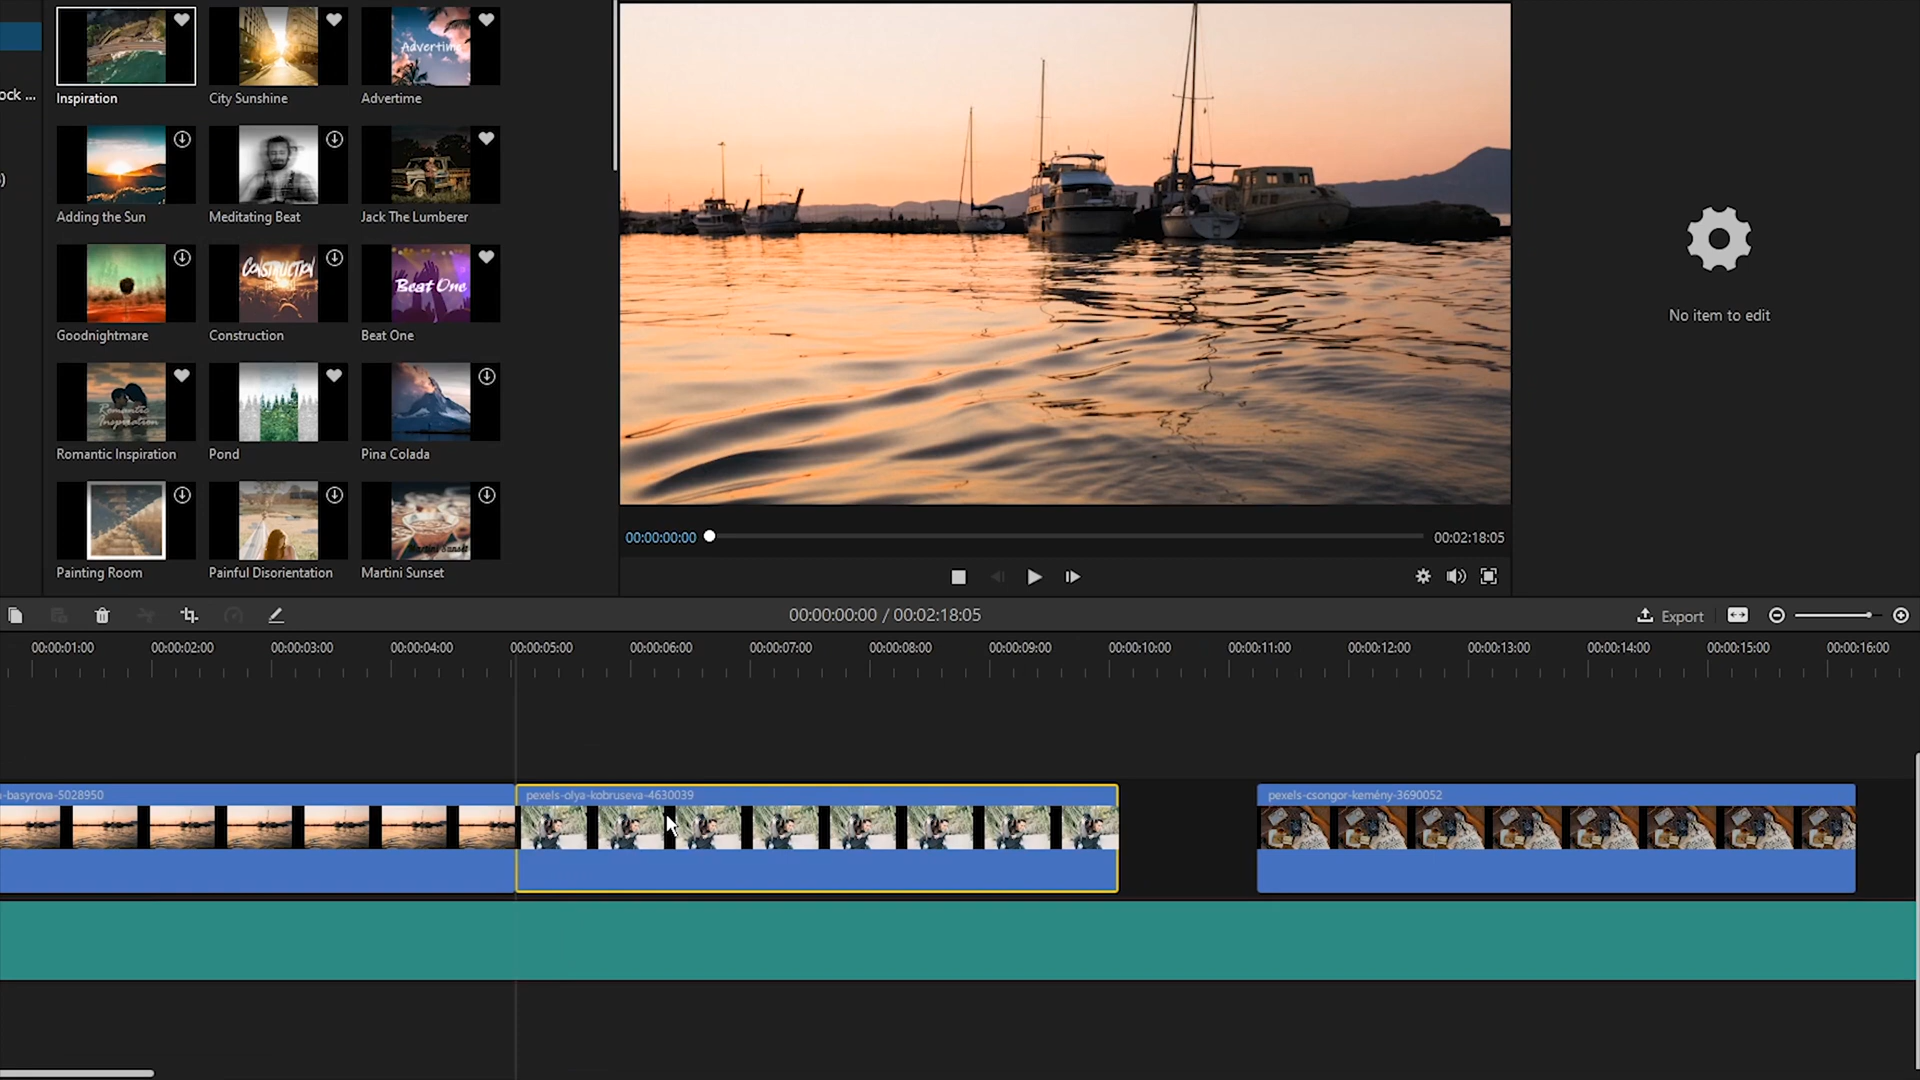 Inspiration
City Sunshine
Advertime
Advertim
ock ...
Adding the Sun
Meditating Beat
Jack The Lumberer
)
CONSTRUCTION
Beat One
Goodnightmare
Construction
Beat One
Romantic
Inspiration
Romantic Inspiration
Pond
Pina Colada
Martini Sunset
Painting Room
Painful Disorientation
Martini Sunset
No item to edit
00:00:00:00
00:02:18:05
00:00:00:00 / 00:02:18:05
Export
00:00:01:00
00:00:02:00
00:00:03:00
00:00:04:00
00:00:05:00
00:00:06:00
00:00:07:00
00:00:08:00
00:00:09:00
00:00:10:00
00:00:11:00
00:00:12:00
00:00:13:00
00:00:14:00
00:00:15:00
00:00:16:00
-basyrova-5028950
pexels-olya-kobruseva-4630039
pexels-csongor-kemény-3690052